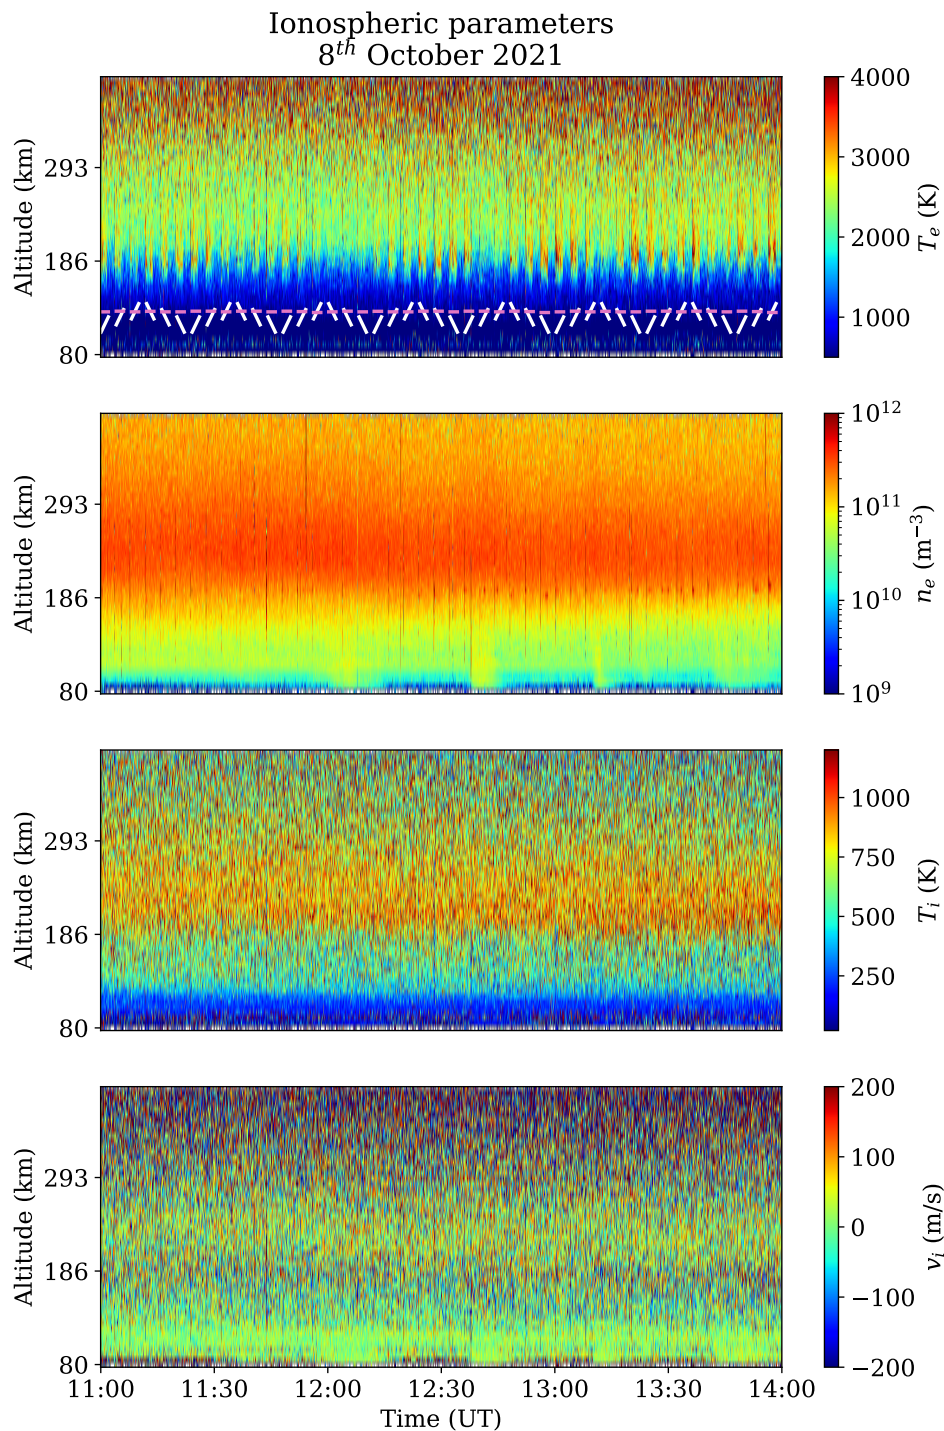 Ionospheric parameters
8th October 2021
Altitude (km)
293
186
80
4000
3000
2000
1000
Te (K)
Altitude (km)
293
186
80
10^12
10^11
10^10
10^9
ne (m−3)
Altitude (km)
293
186
80
1000
750
500
250
Ti (K)
Altitude (km)
293
186
80
200
100
0
−100
−200
vi (m/s)
11:00 11:30 12:00 12:30 13:00 13:30 14:00
Time (UT)